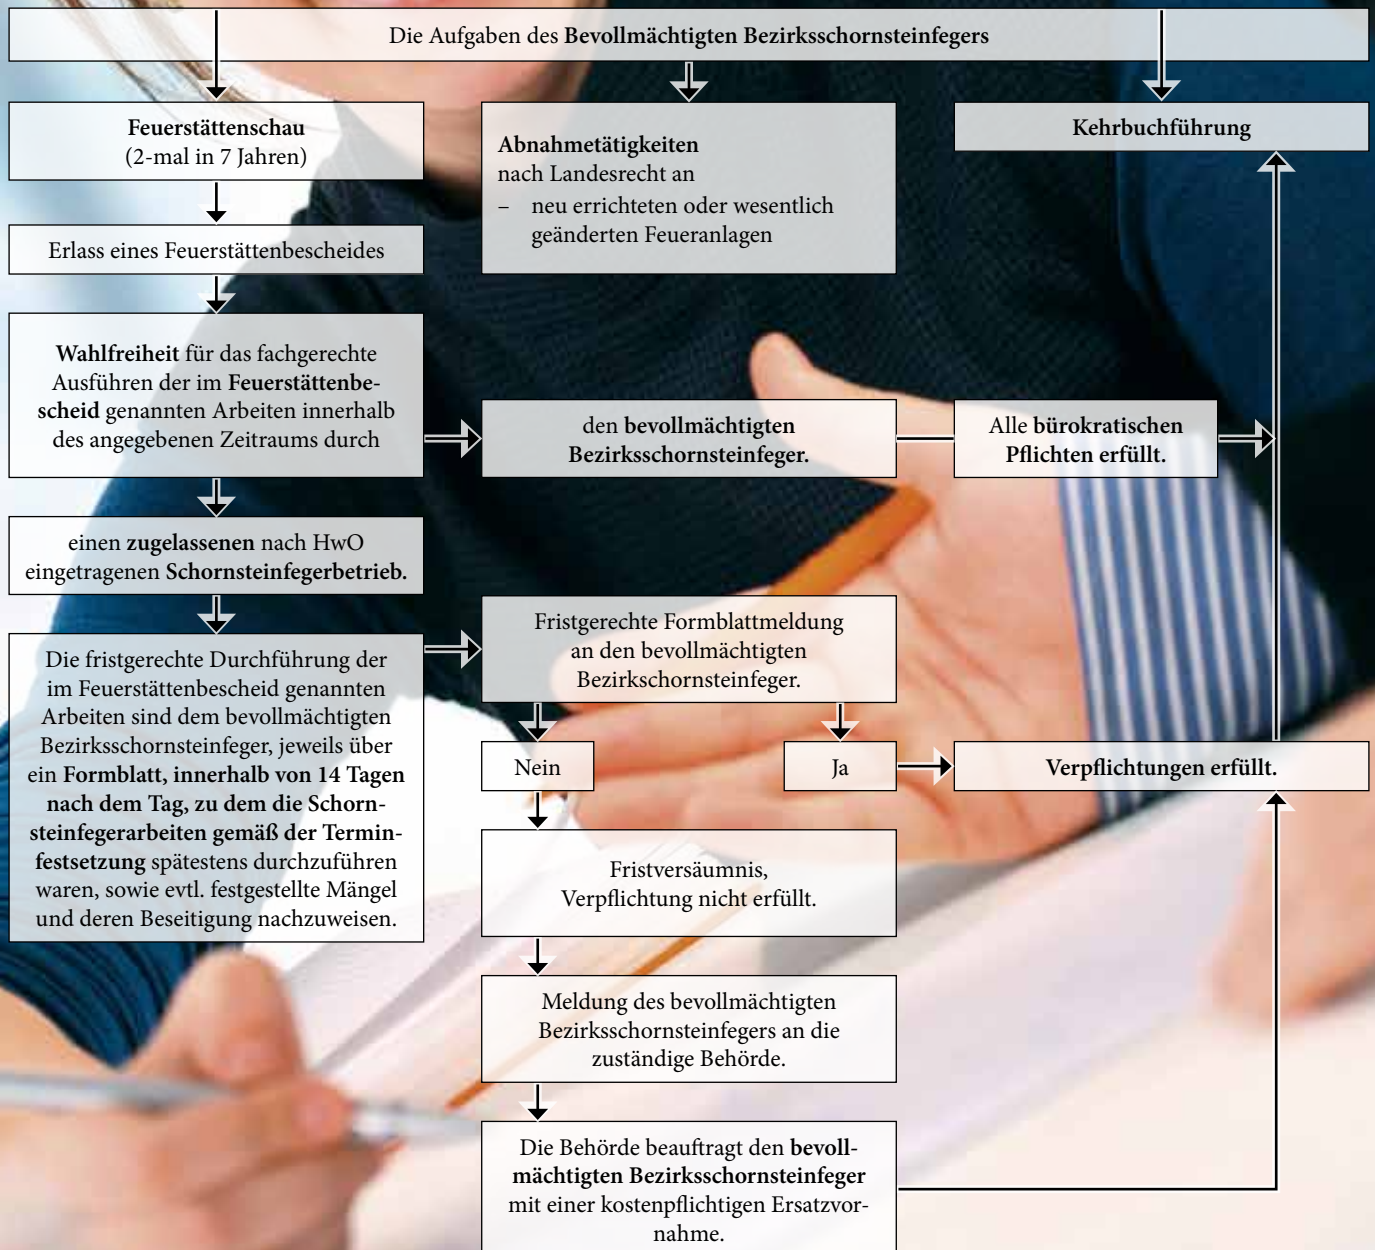 Die Aufgaben des Bevollmächtigten Bezirksschornsteinfegers
Feuerstättenschau
(2-mal in 7 Jahren)
Abnahmetätigkeiten
nach Landesrecht an
– neu errichteten oder wesentlich
geänderten Feueranlagen
Kehrbuchführung
Erlass eines Feuerstättenbescheides
Wahlfreiheit für das fachgerechte
Ausführen der im Feuerstättenbe-
scheid genannten Arbeiten innerhalb
des angegebenen Zeitraums durch
den bevollmächtigten
Bezirksschornsteinfeger.
Alle bürokratischen
Pflichten erfüllt.
einen zugelassenen nach HwO
eingetragenen Schornsteinfegerbetrieb.
Die fristgerechte Durchführung der
im Feuerstättenbescheid genannten
Arbeiten sind dem bevollmächtigten
Bezirksschornsteinfeger, jeweils über
ein Formblatt, innerhalb von 14 Tagen
nach dem Tag, zu dem die Schorn-
steinfegerarbeiten gemäß der Termin-
festsetzung spätestens durchzuführen
waren, sowie evtl. festgestellte Mängel
und deren Beseitigung nachzuweisen.
Fristgerechte Formblattmeldung
an den bevollmächtigten
Bezirkschornsteinfeger.
Nein
Ja
Verpflichtungen erfüllt.
Fristversäumnis,
Verpflichtung nicht erfüllt.
Meldung des bevollmächtigten
Bezirksschornsteinfegers an die
zuständige Behörde.
Die Behörde beauftragt den bevoll-
mächtigten Bezirksschornsteinfeger
mit einer kostenpflichtigen Ersatzvor-
nahme.